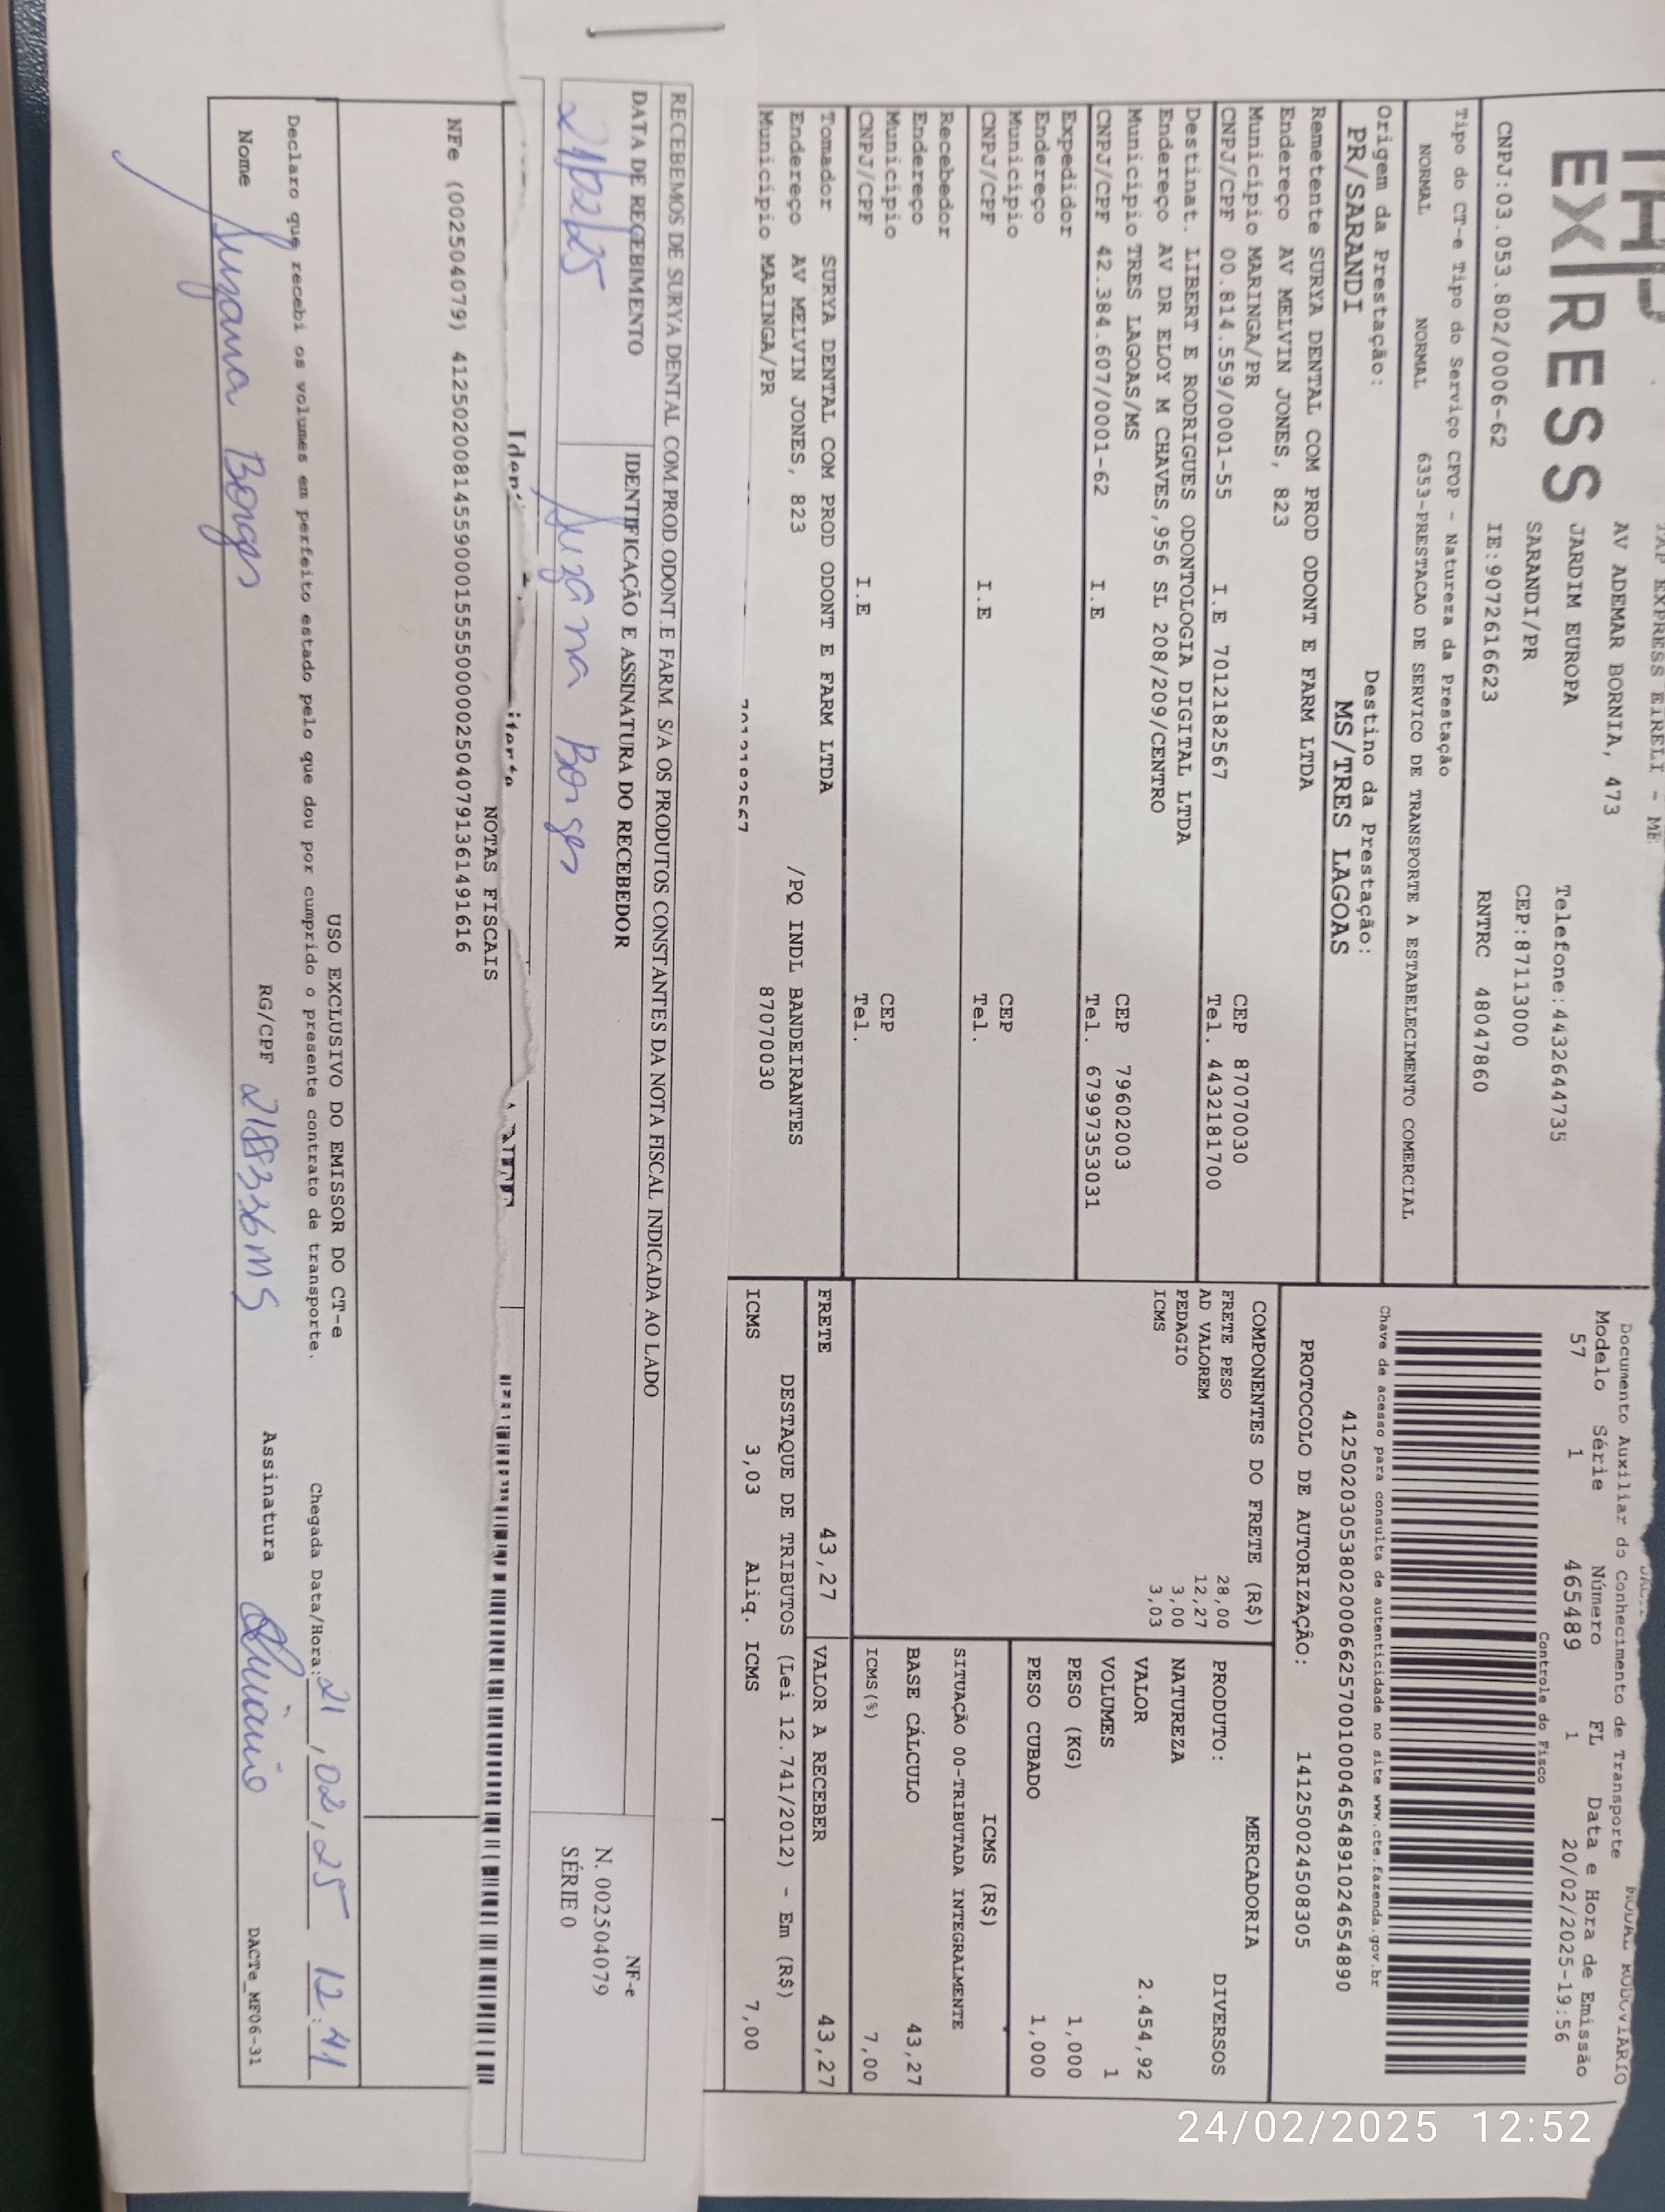 EXPRESS EIRELI - ME
EX|RESS
AV ADEMAR BORNIA, 473
JARDIM EUROPA Telefone:4432644735
SARANDI/PR CEP:87113000
CNPJ:03.053.802/0006-62 IE:9072616623 RNTRC 48047860
Tipo do CT-e Tipo do Serviço CFOP - Natureza da Prestação
NORMAL NORMAL 6353-PRESTACAO DE SERVICO DE TRANSPORTE A ESTABELECIMENTO COMERCIAL
Origem da Prestação: Destino da Prestação:
PR/SARANDI MS/TRES LAGOAS
Documento Auxiliar do Conhecimento de Transporte
MODAL RODOVIARIO
Modelo Série Número FL Data e Hora de Emissão
57 1 465489 1 20/02/2025-19:56
Controle do Fisco
Chave de acesso para consulta de autenticidade no site www.cte.fazenda.gov.br
41250203053802000662570010004654891024654890
PROTOCOLO DE AUTORIZAÇÃO: 141250024508305
Remetente SURYA DENTAL COM PROD ODONT E FARM LTDA
Endereço AV MELVIN JONES, 823
Município MARINGA/PR CEP 87070030
CNPJ/CPF 00.814.559/0001-55 I.E 7012182567 Tel. 4432181700
Destinat. LIBERT E RODRIGUES ODONTOLOGIA DIGITAL LTDA
Endereço AV DR ELOY M CHAVES,956 SL 208/209/CENTRO
Município TRES LAGOAS/MS CEP 79602003
CNPJ/CPF 42.384.607/0001-62 I.E Tel. 67997353031
Expedidor
Endereço
Município CEP
CNPJ/CPF I.E Tel.
Recebedor
Endereço
Município CEP
CNPJ/CPF I.E Tel.
Tomador SURYA DENTAL COM PROD ODONT E FARM LTDA
Endereço AV MELVIN JONES, 823 /PQ INDL BANDEIRANTES
Município MARINGA/PR 87070030
7012182567
COMPONENTES DO FRETE (R$)
FRETE PESO 28,00
AD VALOREM 12,27
PEDAGIO 3,00
ICMS 3,03
MERCADORIA
PRODUTO: DIVERSOS
NATUREZA
VALOR 2.454,92
VOLUMES 1
PESO (KG) 1,000
PESO CUBADO 1,000
ICMS (R$)
SITUAÇÃO 00-TRIBUTADA INTEGRALMENTE
BASE CÁLCULO 43,27
ICMS(%) 7,00
FRETE 43,27 VALOR A RECEBER 43,27
DESTAQUE DE TRIBUTOS (Lei 12.741/2012) - Em (R$)
ICMS 3,03 Aliq. ICMS 7,00
RECEBEMOS DE SURYA DENTAL COM PROD.ODONT.E FARM. S/A OS PRODUTOS CONSTANTES DA NOTA FISCAL INDICADA AO LADO
DATA DE RECEBIMENTO IDENTIFICAÇÃO E ASSINATURA DO RECEBEDOR
21/02/25 Suzana Borges
NF-e
N. 002504079
SÉRIE 0
NOTAS FISCAIS
NFe (002504079) 41250200814559000155550000025040791361491616
USO EXCLUSIVO DO EMISSOR DO CT-e
Declaro que recebi os volumes em perfeito estado pelo que dou por cumprido o presente contrato de transporte.
Chegada Data/Hora: 21,02,25 12:41
Nome Suzana Borges RG/CPF 2188336MS Assinatura
DACTe_MF06-31
24/02/2025 12:52